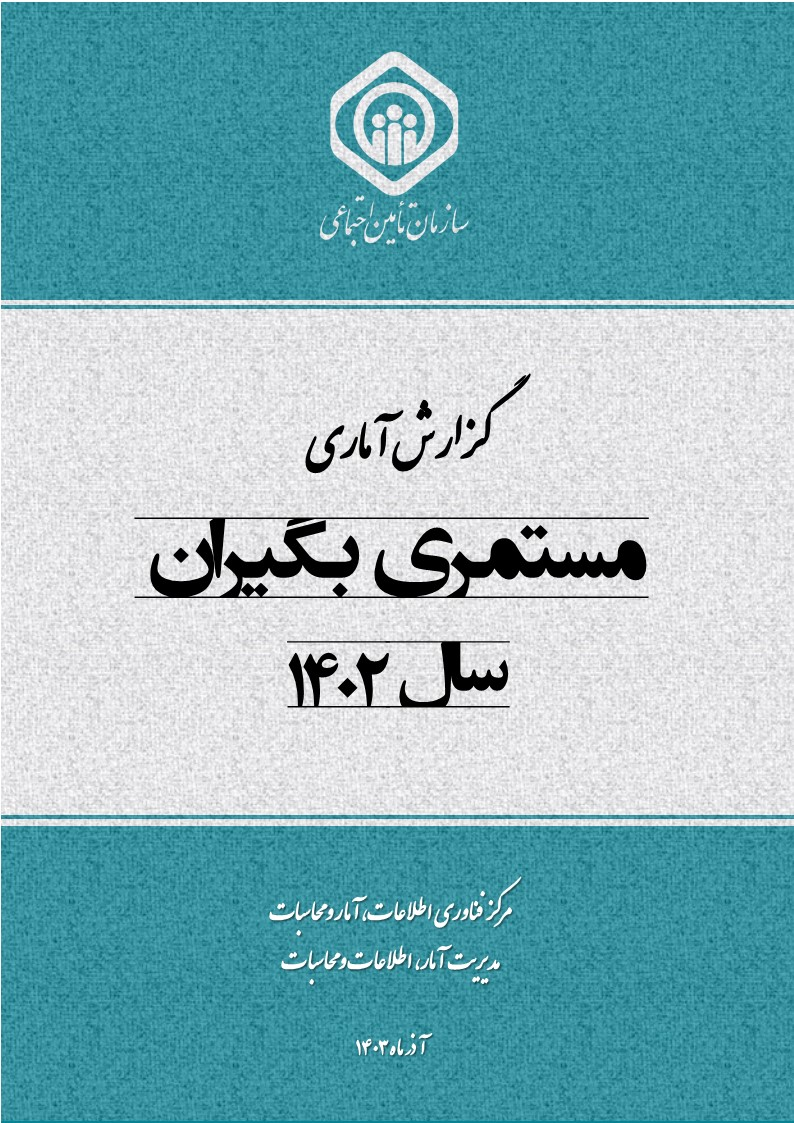 سازمان تأمین اجتماعی
گزارش آماری
مستمری بگیران
سال ۱۴۰۲
مرکز فناوری اطلاعات، آمار و محاسبات
مدیریت آمار، اطلاعات و محاسبات
آذر ماه ۱۴۰۳